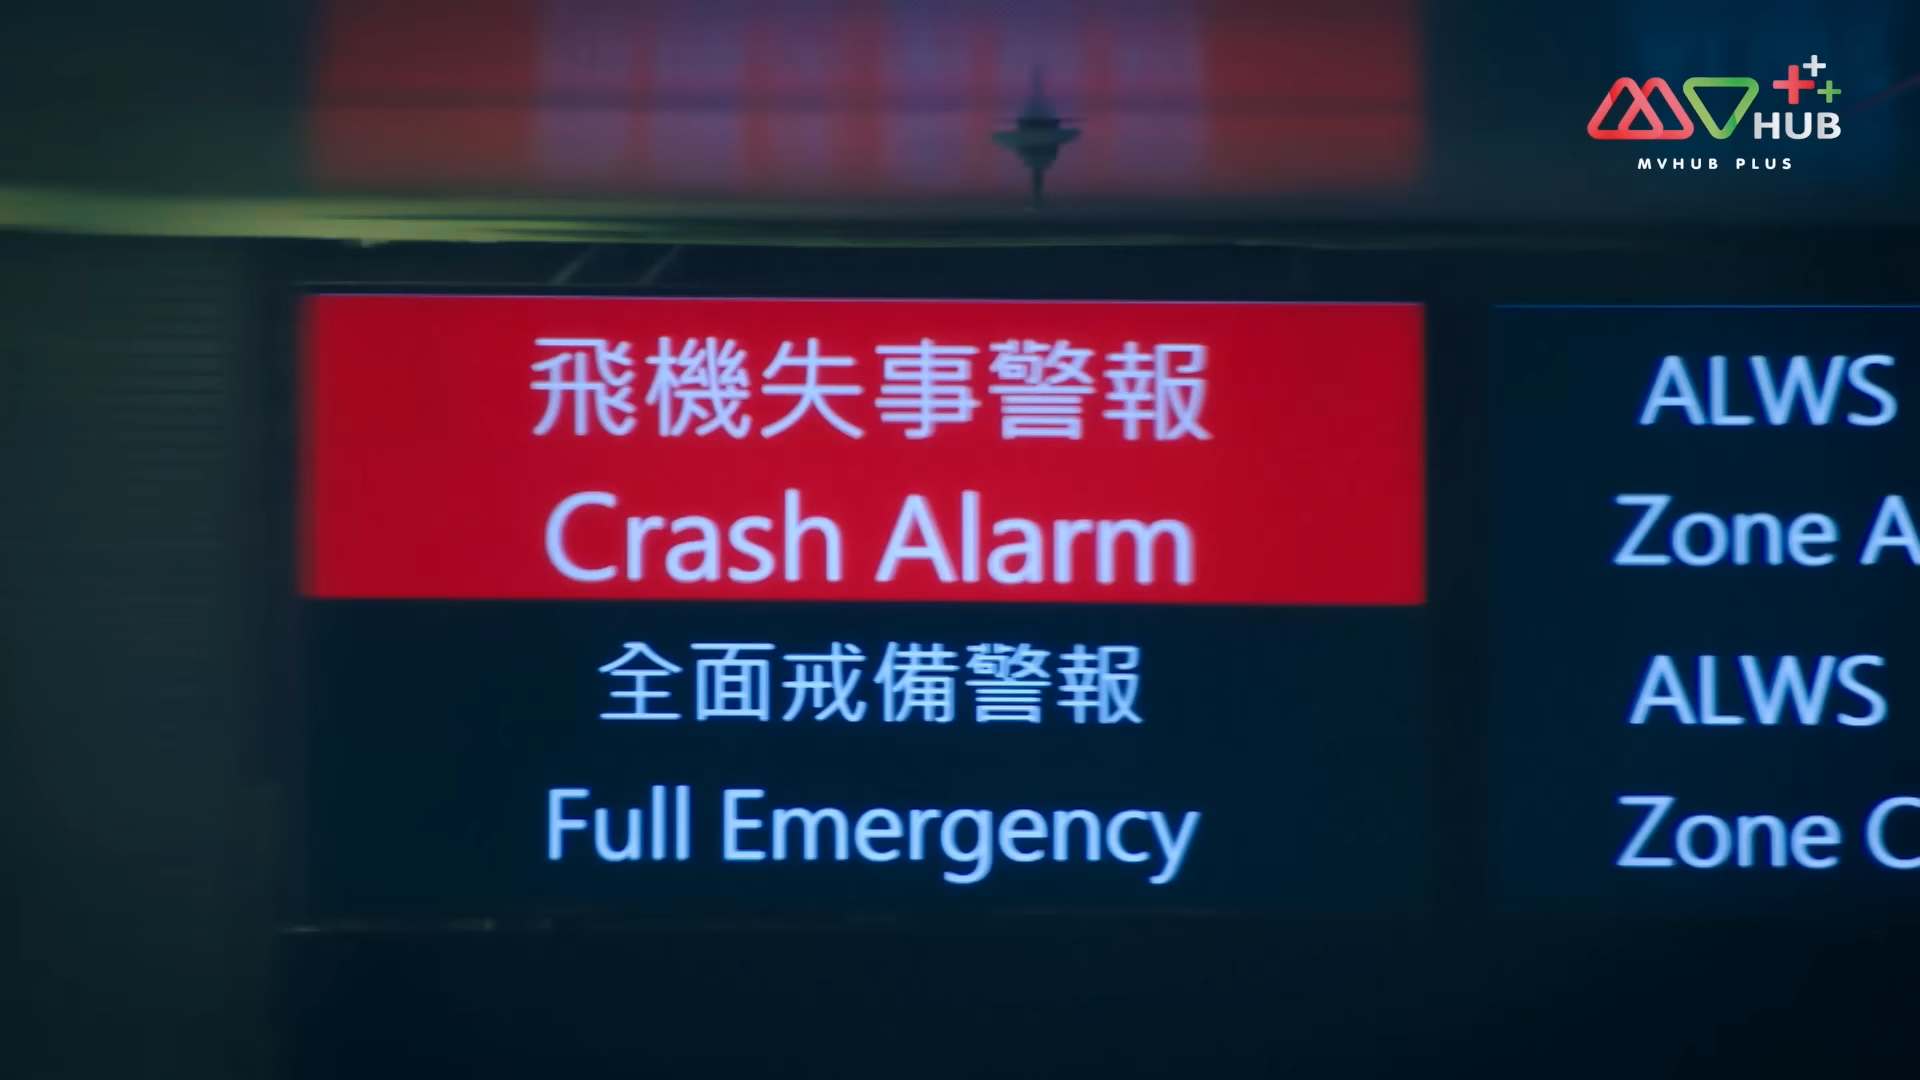 MV HUB
MVHUB PLUS
飛機失事警報
Crash Alarm
全面戒備警報
Full Emergency
ALWS
Zone A
ALWS
Zone C